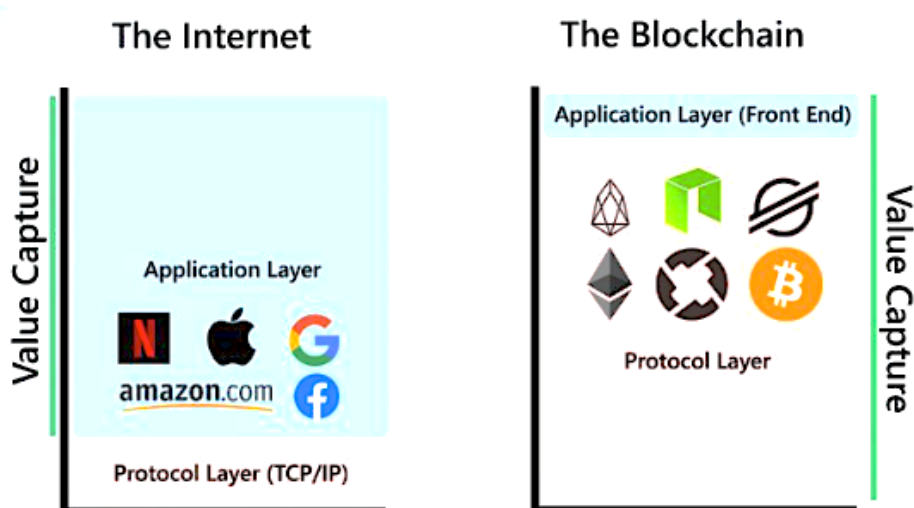 The Internet
Value Capture
Application Layer
N
G
amazon.com
f
Protocol Layer (TCP/IP)
The Blockchain
Application Layer (Front End)
B
Protocol Layer
Value Capture